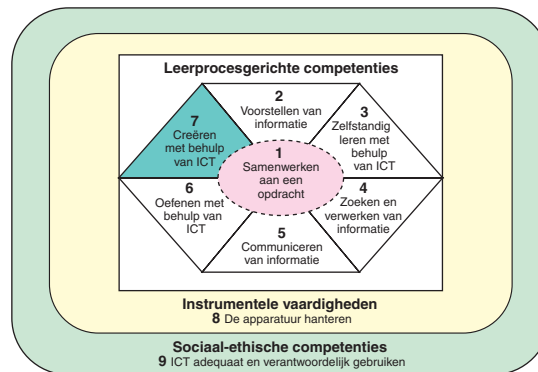 Leerprocesgerichte competenties
2
Voorstellen van
informatie
3
Zelfstandig
leren met
behulp van
ICT
7
Creëren
met behulp
van ICT
1
Samenwerken
aan een
opdracht
6
Oefenen met
behulp van
ICT
4
Zoeken en
verwerken van
informatie
5
Communiceren
van informatie
Instrumentele vaardigheden
8 De apparatuur hanteren
Sociaal-ethische competenties
9 ICT adequaat en verantwoordelijk gebruiken